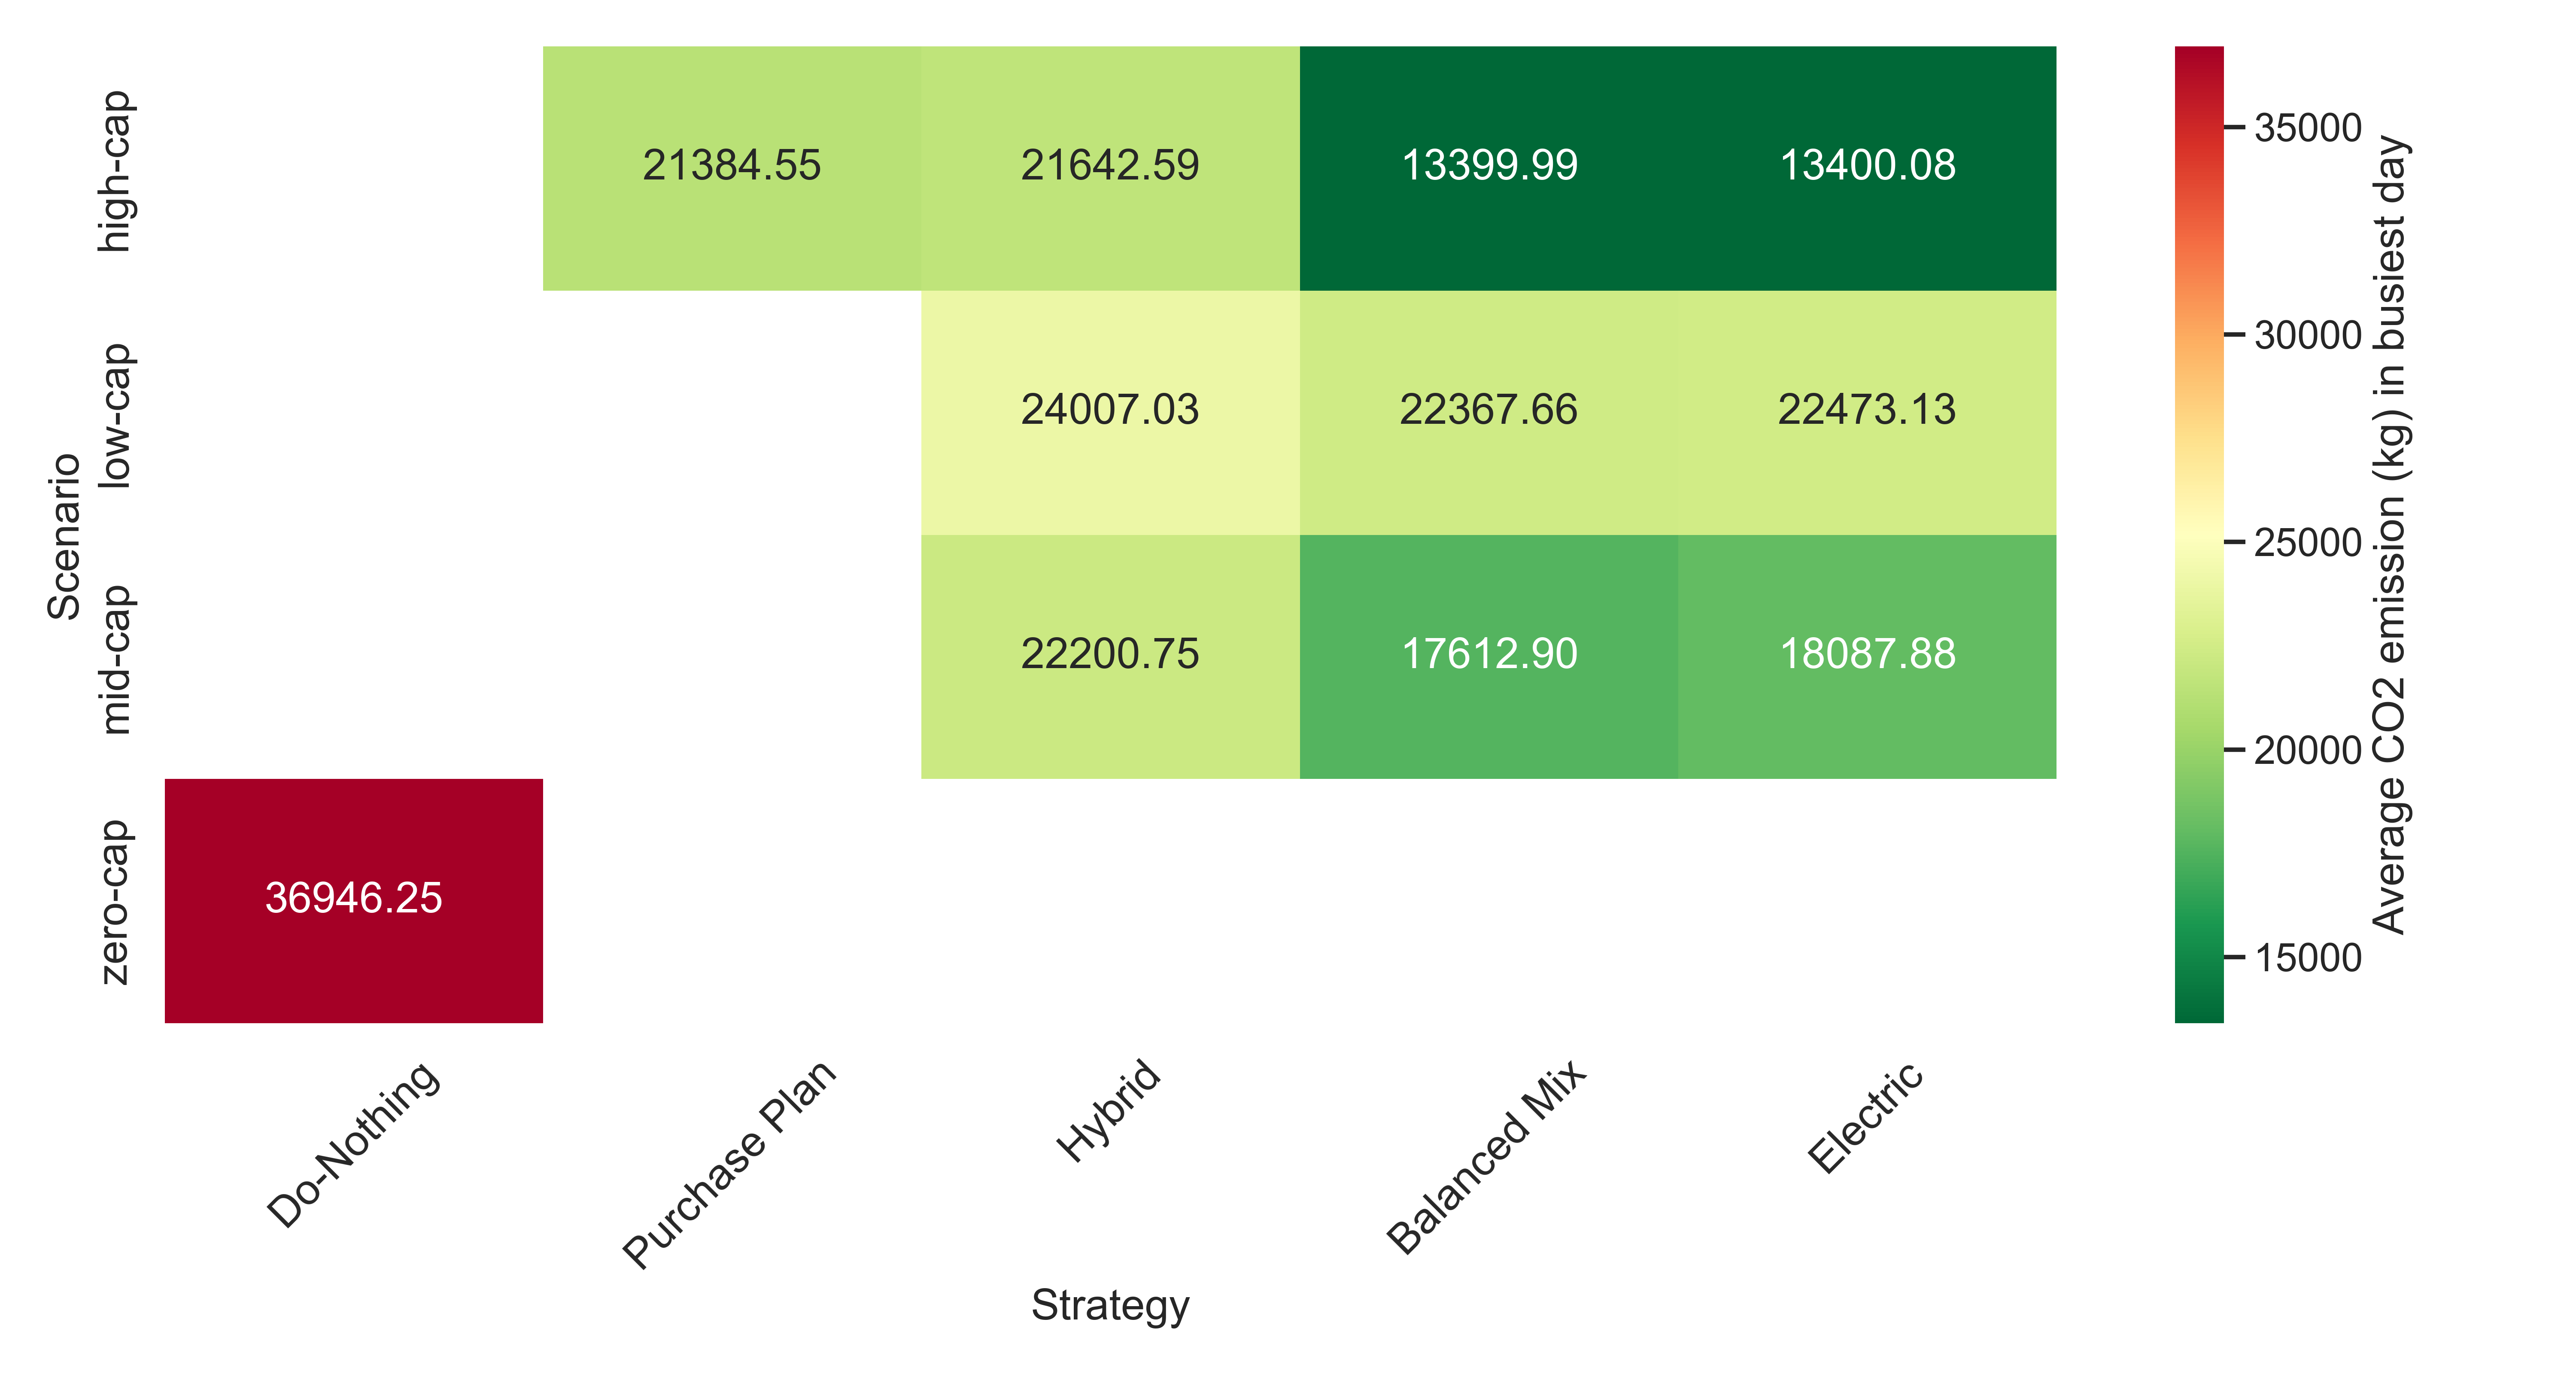 Scenario
high-cap
21384.55 21642.59 13399.99 13400.08
low-cap
24007.03 22367.66 22473.13
mid-cap
22200.75 17612.90 18087.88
zero-cap
36946.25
Do-Nothing
Purchase Plan
Hybrid
Balanced Mix
Electric
Strategy
35000
30000
25000
20000
15000
Average CO2 emission (kg) in busiest day